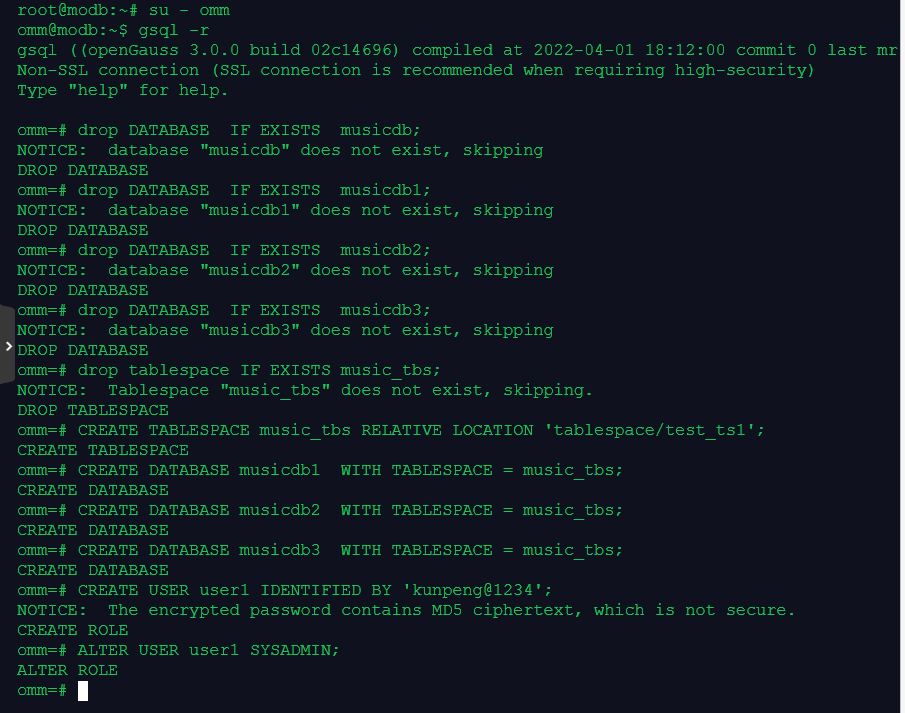 root@modb:~# su - omm
omm@modb:~$ gsql -r
gsql ((openGauss 3.0.0 build 02c14696) compiled at 2022-04-01 18:12:00 commit 0 last mr
Non-SSL connection (SSL connection is recommended when requiring high-security)
Type "help" for help.

omm=# drop DATABASE  IF EXISTS  musicdb;
NOTICE:  database "musicdb" does not exist, skipping
DROP DATABASE
omm=# drop DATABASE  IF EXISTS  musicdb1;
NOTICE:  database "musicdb1" does not exist, skipping
DROP DATABASE
omm=# drop DATABASE  IF EXISTS  musicdb2;
NOTICE:  database "musicdb2" does not exist, skipping
DROP DATABASE
omm=# drop DATABASE  IF EXISTS  musicdb3;
NOTICE:  database "musicdb3" does not exist, skipping
DROP DATABASE
omm=# drop tablespace IF EXISTS music_tbs;
NOTICE:  Tablespace "music_tbs" does not exist, skipping.
DROP TABLESPACE
omm=# CREATE TABLESPACE music_tbs RELATIVE LOCATION 'tablespace/test_ts1';
CREATE TABLESPACE
omm=# CREATE DATABASE musicdb1  WITH TABLESPACE = music_tbs;
CREATE DATABASE
omm=# CREATE DATABASE musicdb2  WITH TABLESPACE = music_tbs;
CREATE DATABASE
omm=# CREATE DATABASE musicdb3  WITH TABLESPACE = music_tbs;
CREATE DATABASE
omm=# CREATE USER user1 IDENTIFIED BY 'kunpeng@1234';
NOTICE:  The encrypted password contains MD5 ciphertext, which is not secure.
CREATE ROLE
omm=# ALTER USER user1 SYSADMIN;
ALTER ROLE
omm=#